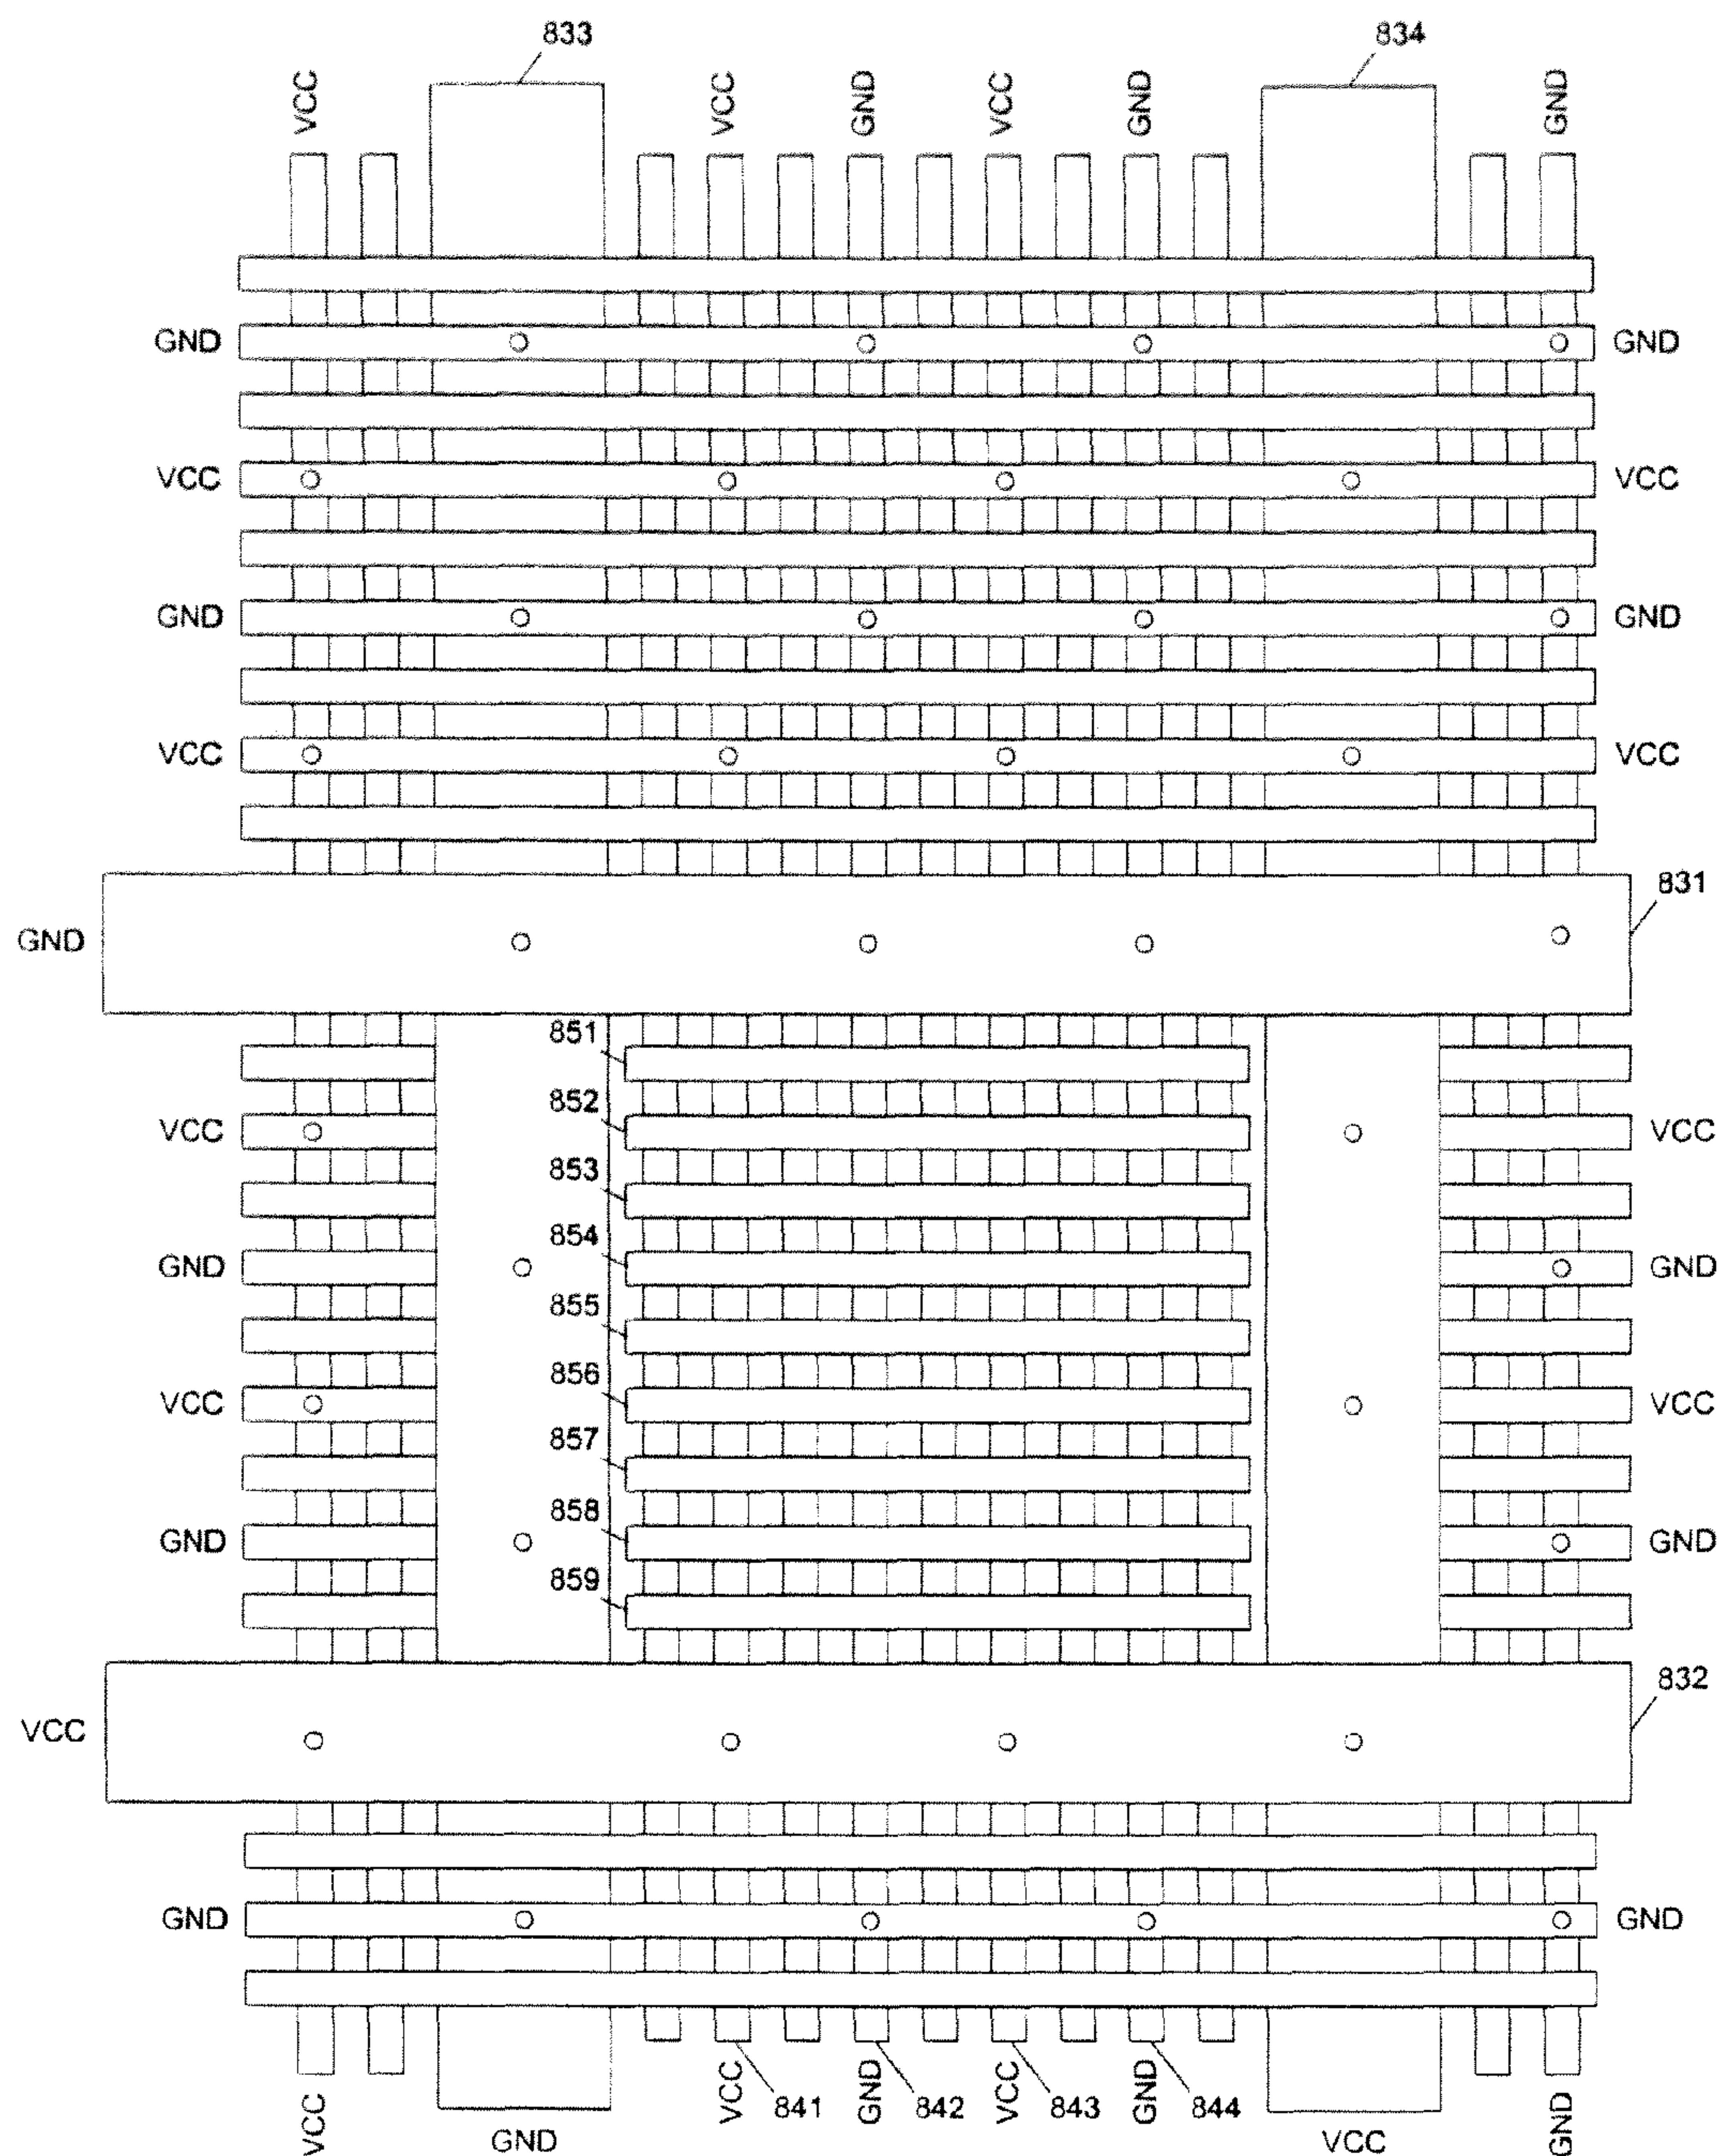 833
834
VCC
VCC
GND
VCC
GND
GND
GND
GND
VCC
VCC
GND
GND
VCC
VCC
831
GND
851
852
VCC
VCC
853
854
GND
GND
855
856
VCC
VCC
857
858
GND
GND
859
832
VCC
GND
GND
VCC
GND
VCC
841
GND
842
VCC
843
GND
844
VCC
GND